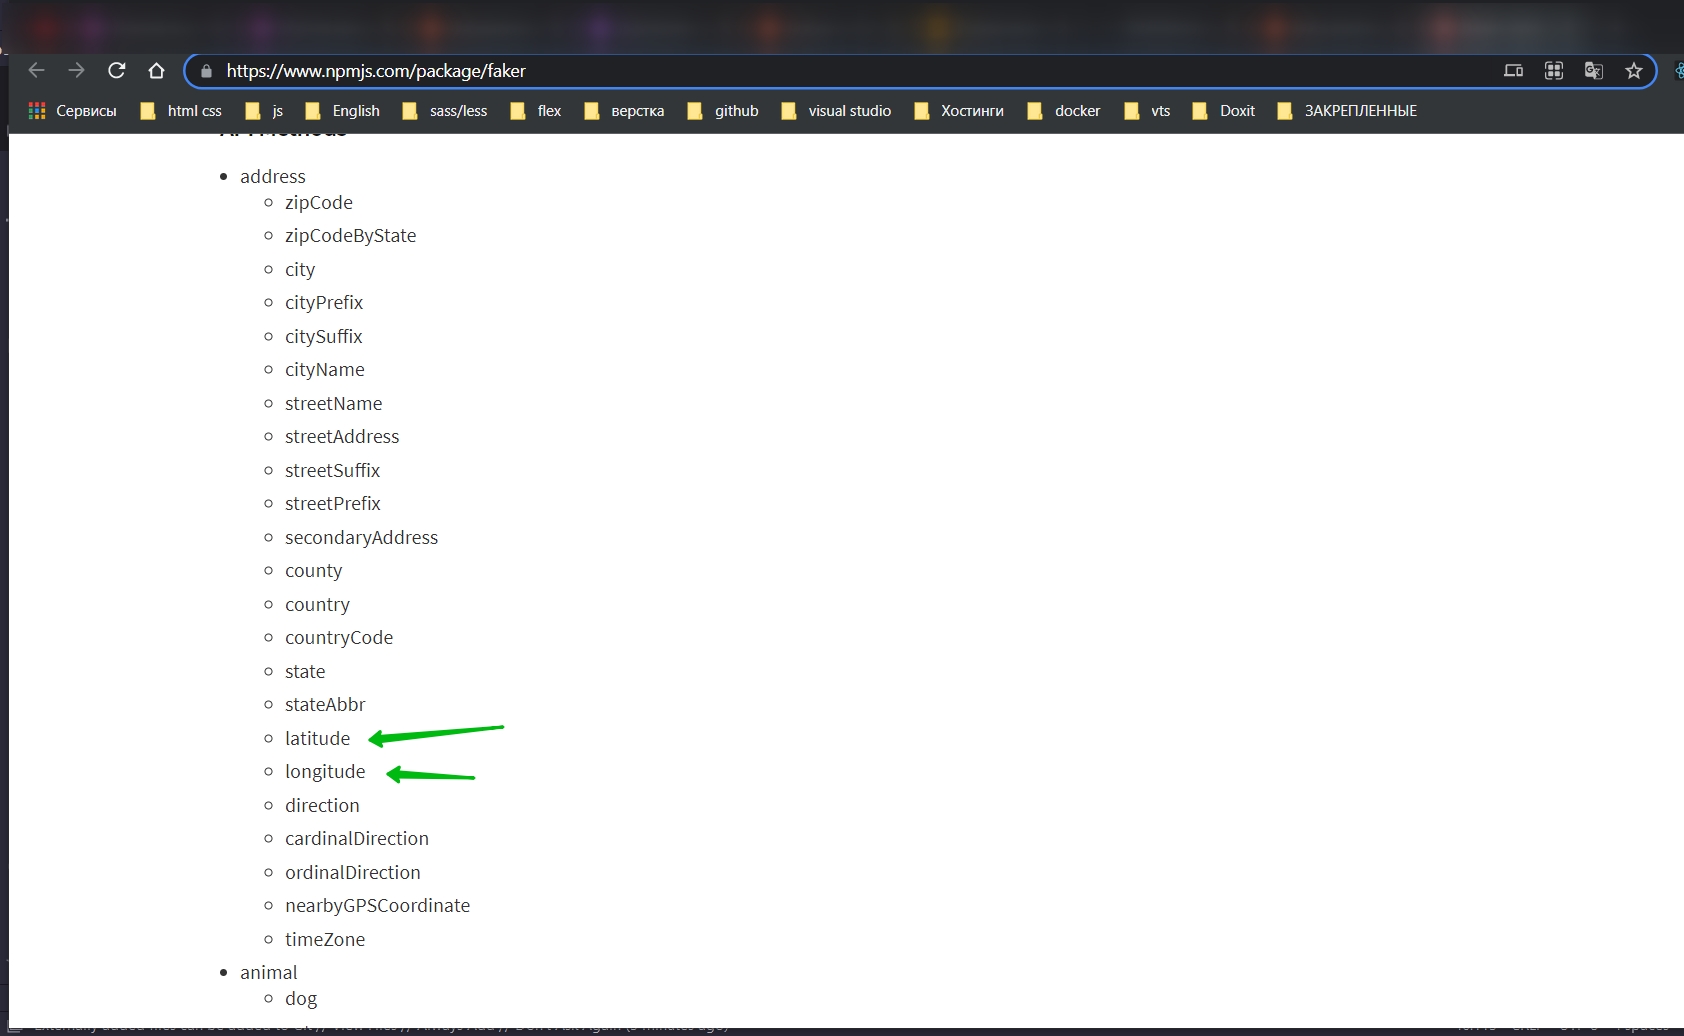 https://www.npmjs.com/package/faker
Сервисы html css js English sass/less flex верстка github visual studio Хостинги docker vts Doxit ЗАКРЕПЛЕННЫЕ
API Methods
address
zipCode
zipCodeByState
city
cityPrefix
citySuffix
cityName
streetName
streetAddress
streetSuffix
streetPrefix
secondaryAddress
county
country
countryCode
state
stateAbbr
latitude
longitude
direction
cardinalDirection
ordinalDirection
nearbyGPSCoordinate
timeZone
animal
dog